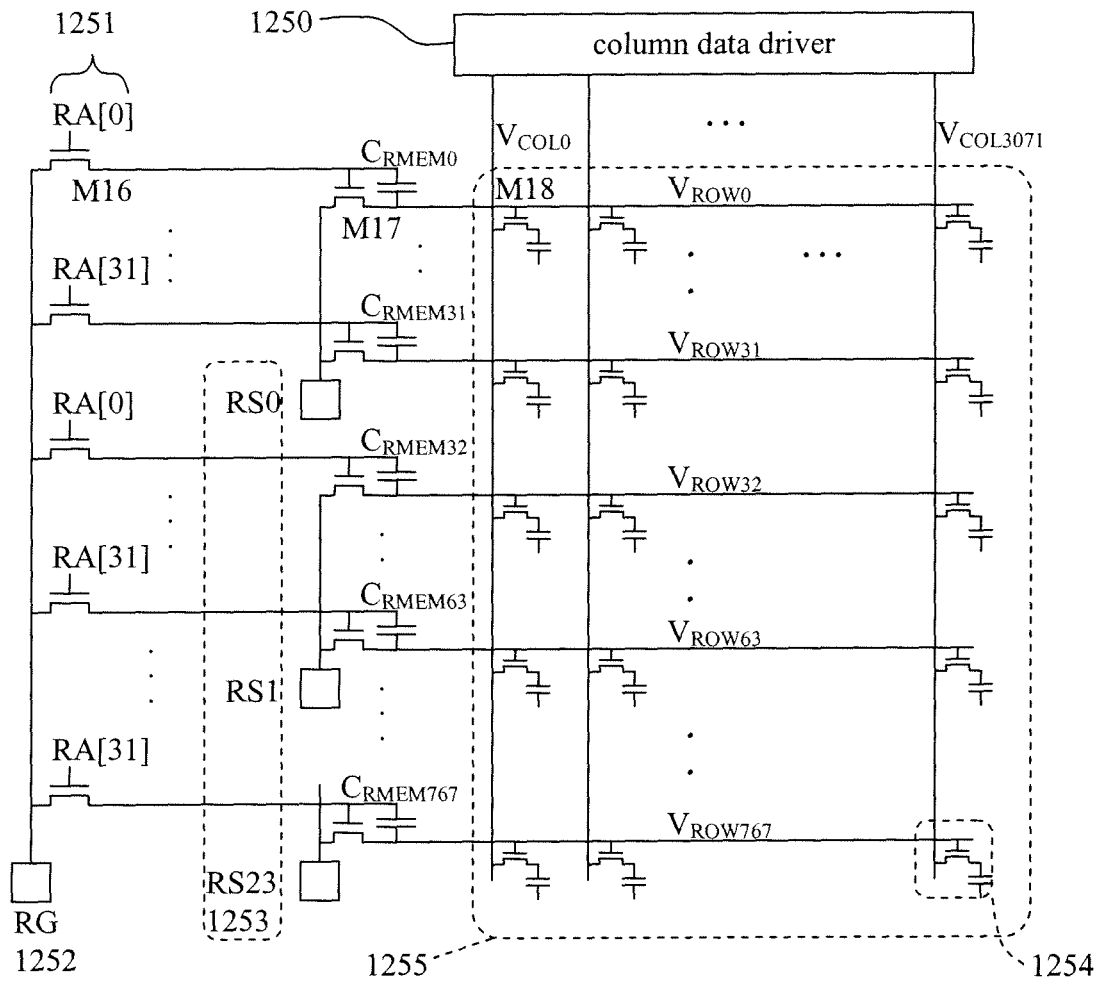 1251
1250
column data driver
RA[0]
V_COL0
V_COL3071
C_RMEM0
M16
M18
V_ROW0
M17
RA[31]
C_RMEM31
V_ROW31
RS0
RA[0]
C_RMEM32
V_ROW32
RA[31]
C_RMEM63
V_ROW63
RS1
RA[31]
C_RMEM767
V_ROW767
RS23
RG
1253
1252
1255
1254